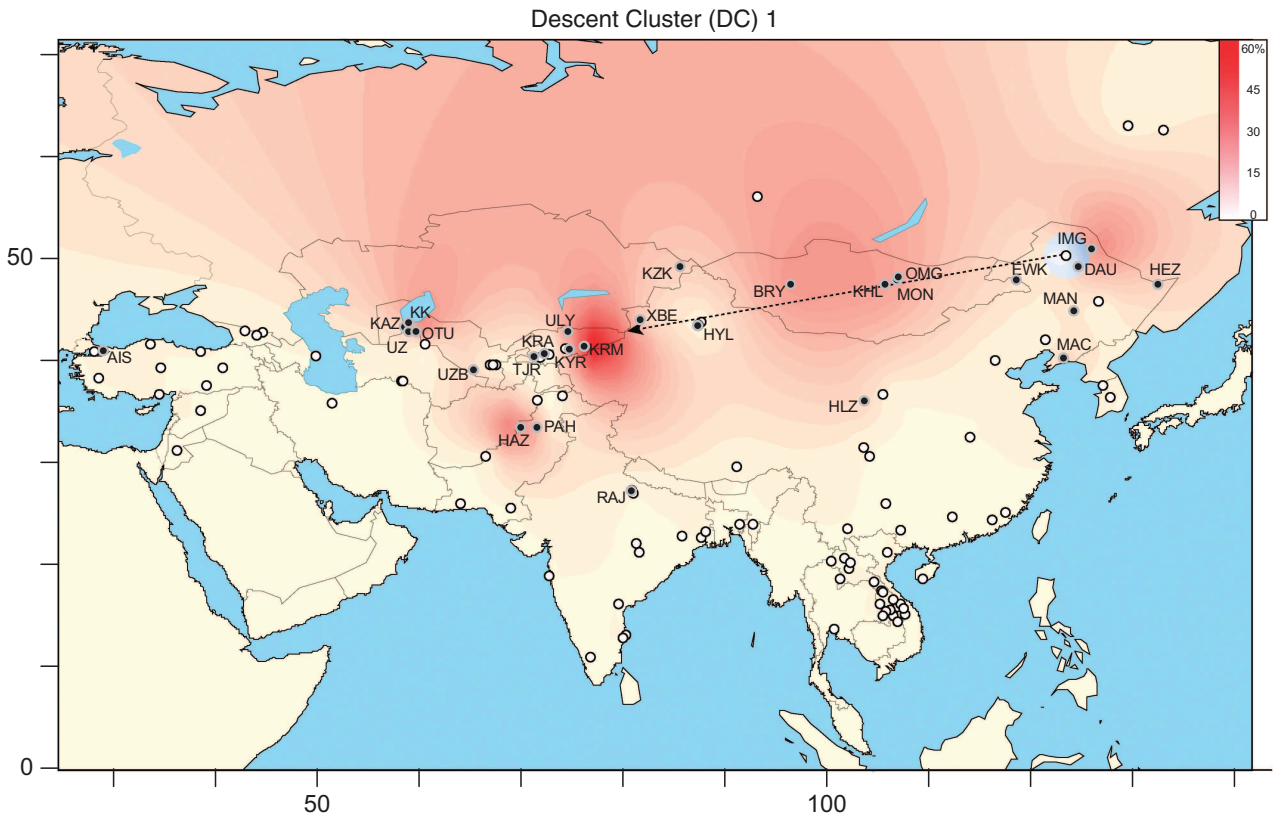 Descent Cluster (DC) 1
60%
45
30
15
0
IMG
EWK
DAU
HEZ
KZK
OMG
BRY
KHL
MON
MAN
KK
KAZ
OTU
UZ
ULY
XBE
HYL
AIS
KRA
KRM
KYR
TJR
UZB
MAC
HLZ
HAZ
PAH
RAJ
50
0
50
100